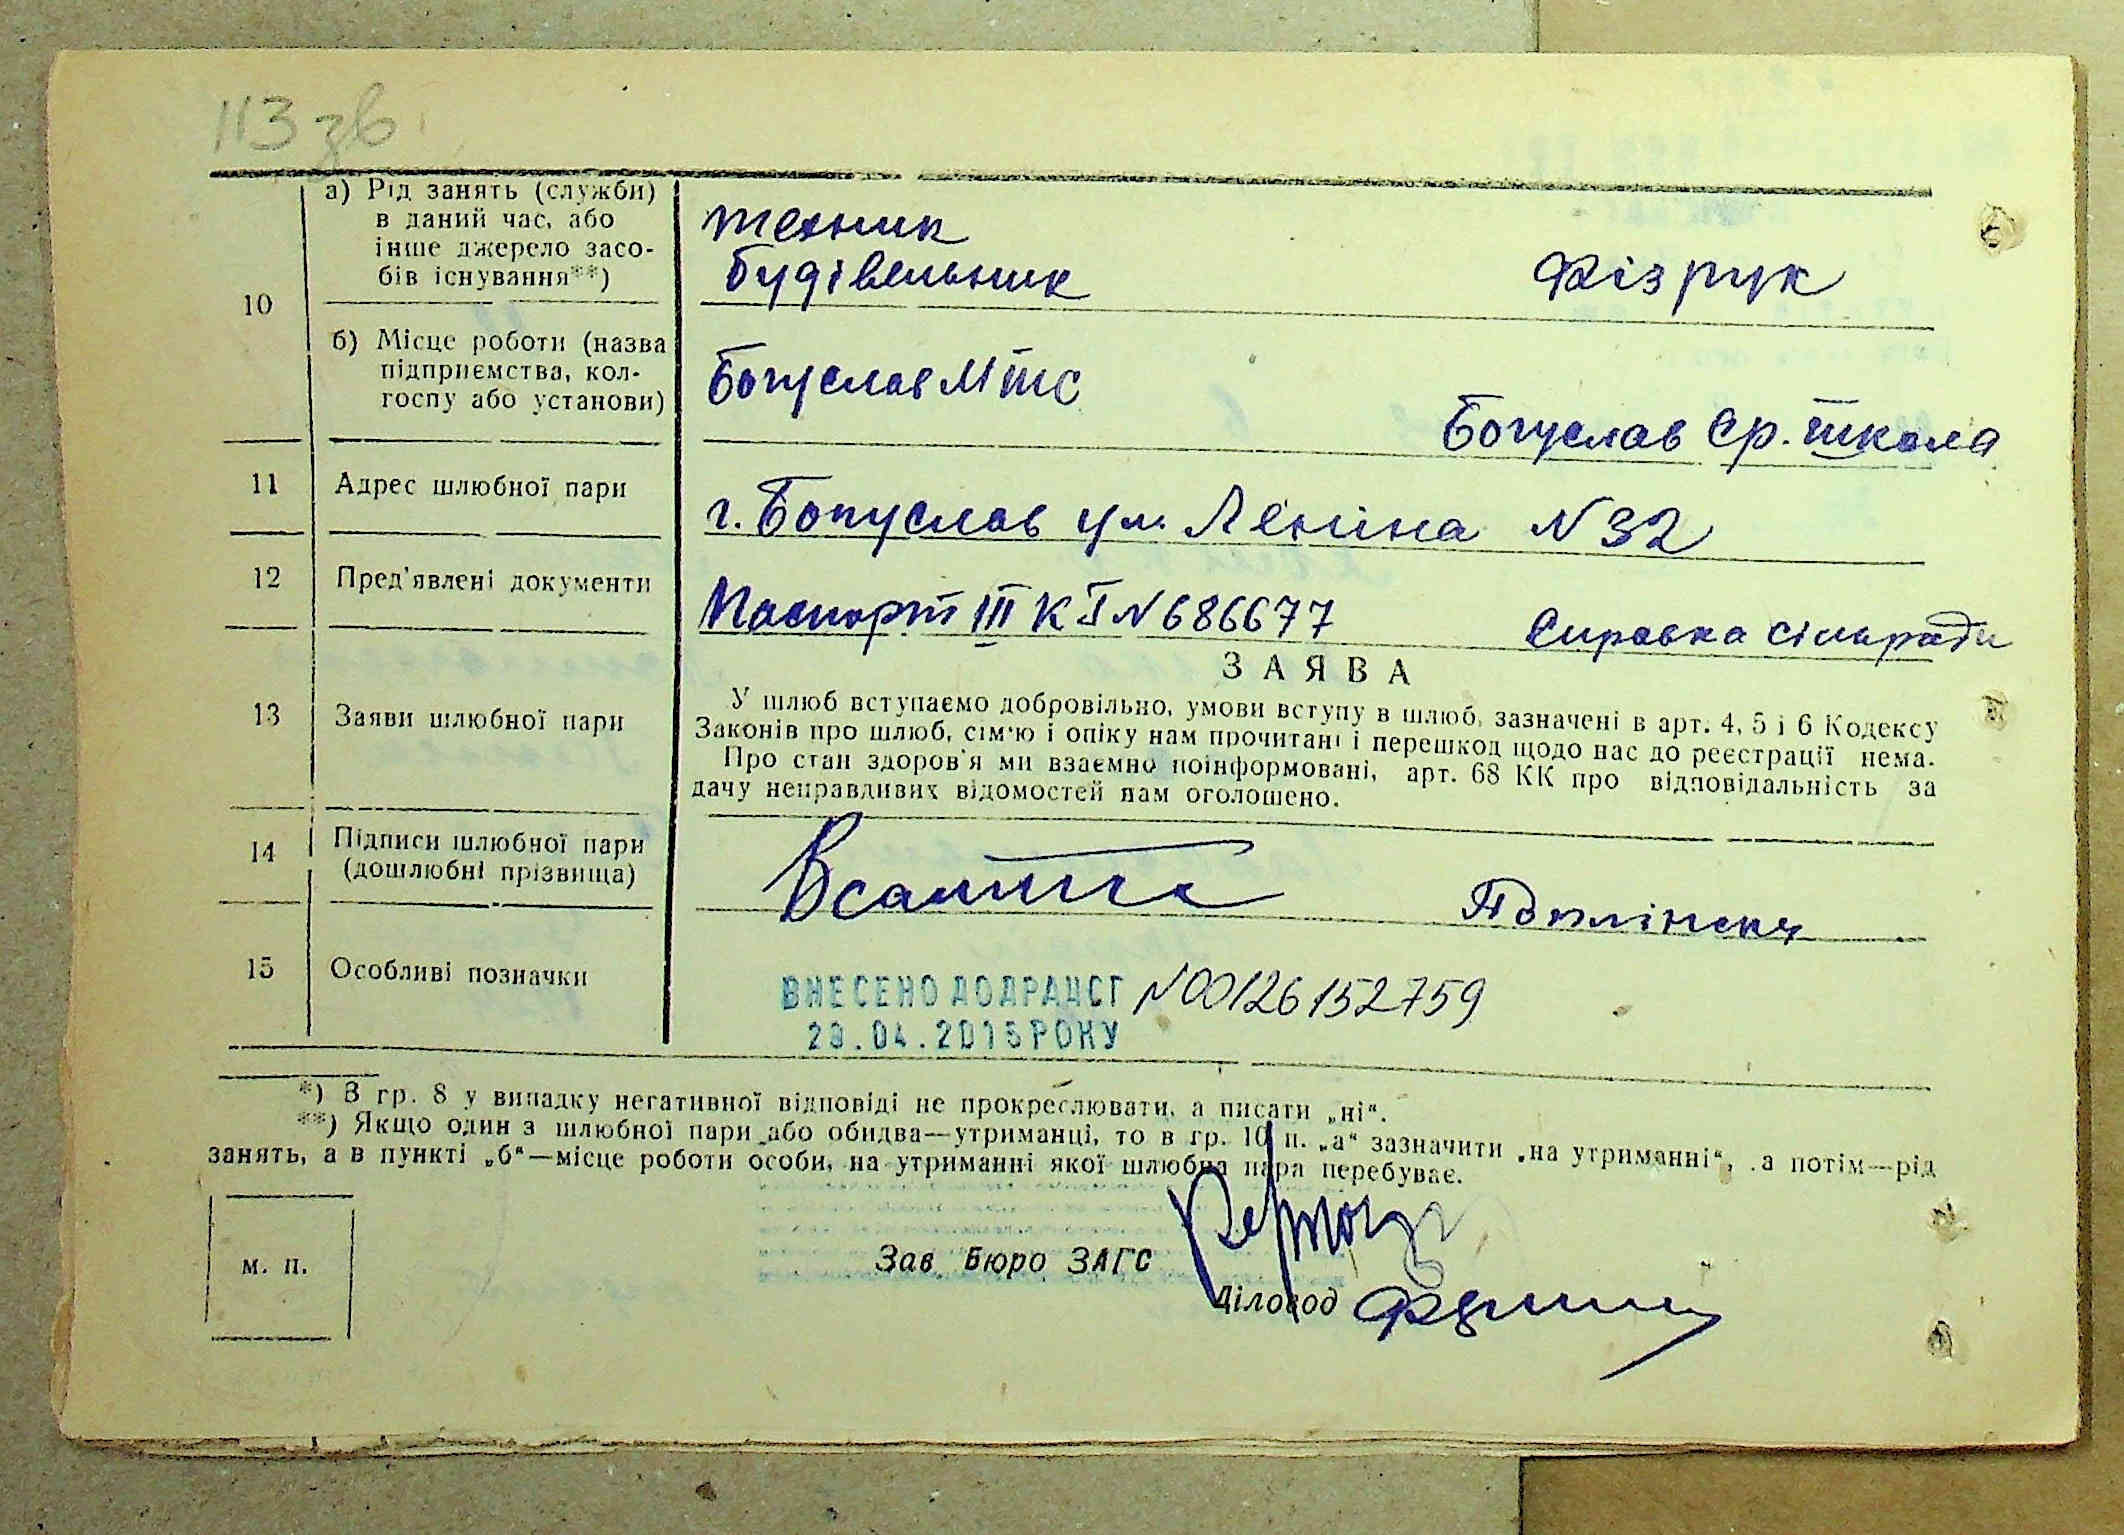 113 зв
10
а) Рід занять (служби)
в даний час, або
інше джерело засо-
бів існування**)
техник
будівельник
Фізрук
б) Місце роботи (назва
підприємства, кол-
госпу або установи)
Богуслав МТС
Богуслав ср. школа
11
Адрес шлюбної пари
г. Богуслав ул. Леніна N 32
12
Пред'явлені документи
Паспорт III КІ N 686677
Справка сільради
13
Заяви шлюбної пари
ЗАЯВА
У шлюб вступаємо добровільно, умови вступу в шлюб, зазначені в арт. 4, 5 і 6 Кодексу
Законів про шлюб, сім'ю і опіку нам прочитані і перешкод щодо нас до реєстрації нема.
Про стан здоров'я ми взаємно поінформовані, арт. 68 КК про відповідальність за
дачу неправдивих відомостей нам оголошено.
14
Підписи шлюбної пари
(дошлюбні прізвища)
15
Особливі позначки
ВНЕСЕНО ДО ДРАЦСГ N00126152759
29.04.2015 РОКУ
*) В гр. 8 у випадку негативної відповіді не прокреслювати, а писати „ні“.
**) Якщо один з шлюбної пари або обидва—утриманці, то в гр. 10 п. „а“ зазначити „на утриманні“, а потім—рід
занять, а в пункті „б“—місце роботи особи, на утриманні якої шлюбна пара перебуває.
м. п.
Зав. Бюро ЗАГС
Діловод